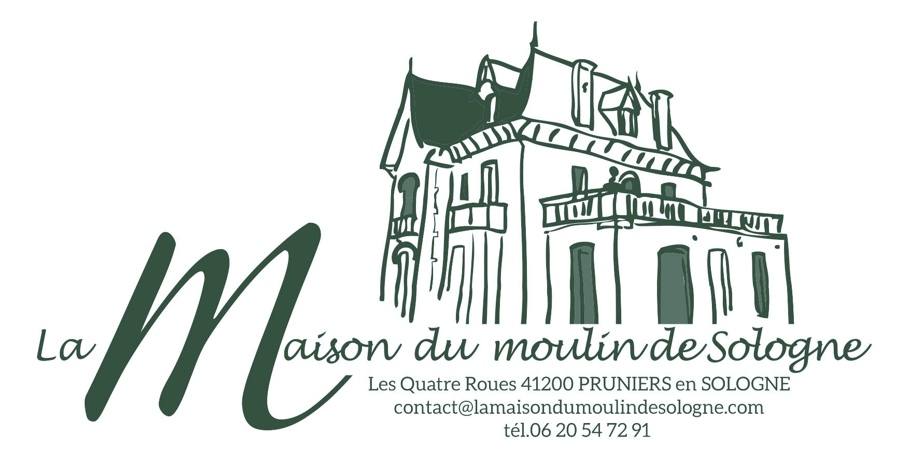 La Maison du moulin de Sologne
Les Quatre Roues 41200 PRUNIERS en SOLOGNE
contact@lamaisondumoulindesologne.com
tél.06 20 54 72 91